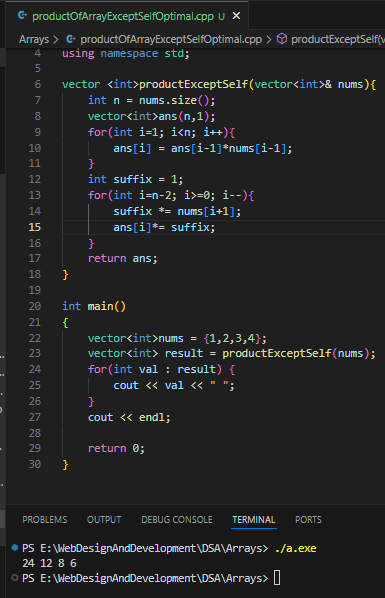 productOfArrayExceptSelfOptimal.cpp U
Arrays > productOfArrayExceptSelfOptimal.cpp > productExceptSelf(v
4 using namespace std;
5
6 vector <int>productExceptSelf(vector<int>& nums){
7 int n = nums.size();
8 vector<int>ans(n,1);
9 for(int i=1; i<n; i++){
10 ans[i] = ans[i-1]*nums[i-1];
11 }
12 int suffix = 1;
13 for(int i=n-2; i>=0; i--){
14 suffix *= nums[i+1];
15 ans[i]*= suffix;
16 }
17 return ans;
18 }
19
20 int main()
21 {
22 vector<int>nums = {1,2,3,4};
23 vector<int> result = productExceptSelf(nums);
24 for(int val : result) {
25 cout << val << " ";
26 }
27 cout << endl;
28
29 return 0;
30 }
PROBLEMS OUTPUT DEBUG CONSOLE TERMINAL PORTS
PS E:\WebDesignAndDevelopment\DSA\Arrays> ./a.exe
24 12 8 6
PS E:\WebDesignAndDevelopment\DSA\Arrays>